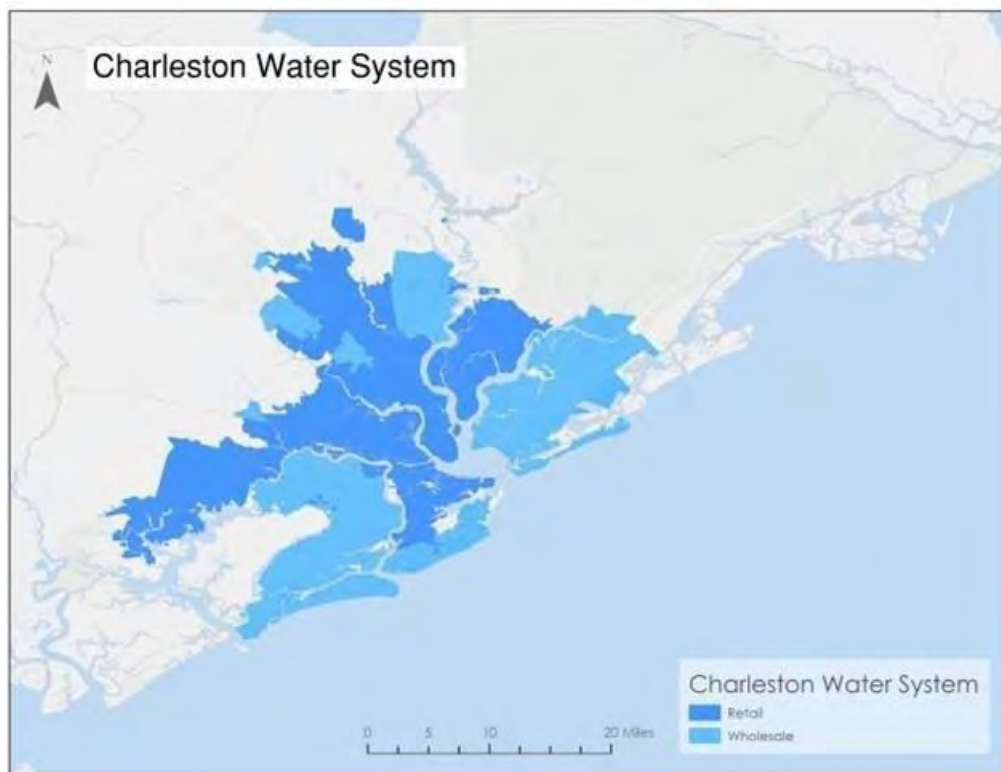 N
Charleston Water System
Charleston Water System
Retail
Wholesale
0 5 10 20 Miles